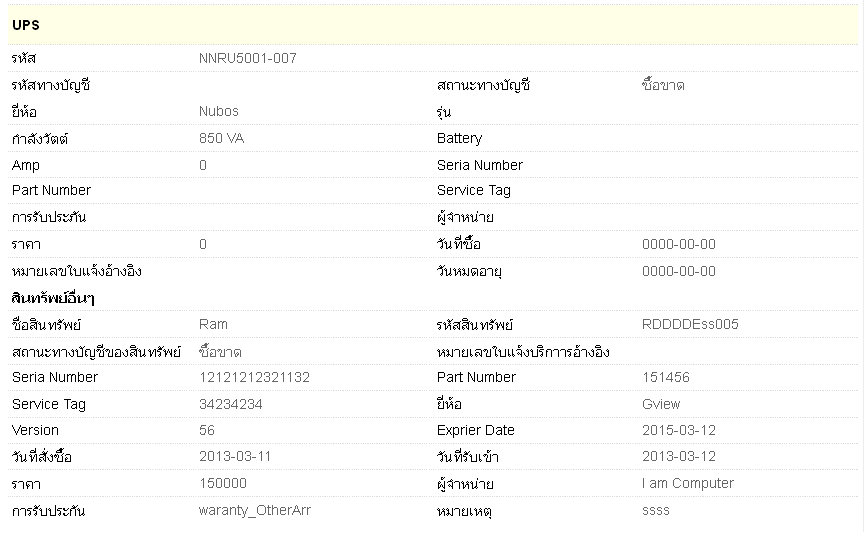 UPS
รหัส NNRU5001-007
รหัสทางบัญชี สถานะทางบัญชี ซื้อขาด
ยี่ห้อ Nubos รุ่น
กำลังวัตต์ 850 VA Battery
Amp 0 Seria Number
Part Number Service Tag
การรับประกัน ผู้จำหน่าย
ราคา 0 วันที่ซื้อ 0000-00-00
หมายเลขใบแจ้งอ้างอิง วันหมดอายุ 0000-00-00
สินทรัพย์อื่นๆ
ชื่อสินทรัพย์ Ram รหัสสินทรัพย์ RDDDDEss005
สถานะทางบัญชีของสินทรัพย์ ซื้อขาด หมายเลขใบแจ้งบริการอ้างอิง
Seria Number 12121212321132 Part Number 151456
Service Tag 34234234 ยี่ห้อ Gview
Version 56 Exprier Date 2015-03-12
วันที่สั่งซื้อ 2013-03-11 วันที่รับเข้า 2013-03-12
ราคา 150000 ผู้จำหน่าย I am Computer
การรับประกัน waranty_OtherArr หมายเหตุ ssss